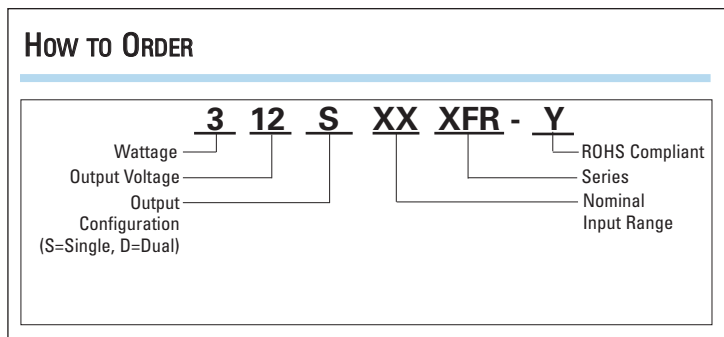 HOW TO ORDER
3 12 S XX XFR - Y
Wattage
Output Voltage
Output
Configuration
(S=Single, D=Dual)
ROHS Compliant
Series
Nominal
Input Range